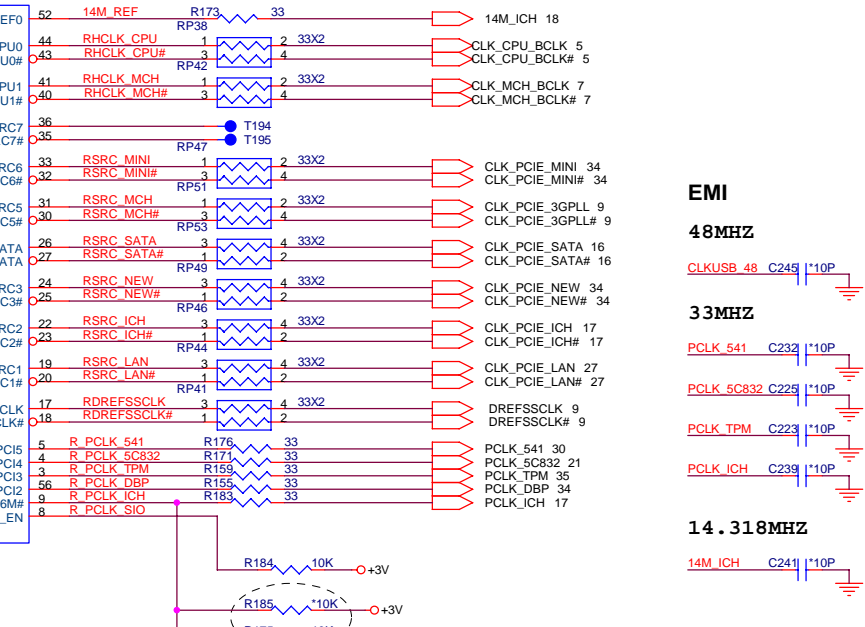 EF0 52 14M_REF R173 33 14M_ICH 18
RP38
PU0 44 RHCLK_CPU 1 2 33X2 CLK_CPU_BCLK 5
U0# 43 RHCLK_CPU# 3 4 CLK_CPU_BCLK# 5
RP42
PU1 41 RHCLK_MCH 1 2 33X2 CLK_MCH_BCLK 7
U1# 40 RHCLK_MCH# 3 4 CLK_MCH_BCLK# 7
RC7 36 T194
C7# 35 T195
RP47
RC6 33 RSRC_MINI 1 2 33X2 CLK_PCIE_MINI 34
C6# 32 RSRC_MINI# 3 4 CLK_PCIE_MINI# 34
RP51
RC5 31 RSRC_MCH 1 2 33X2 CLK_PCIE_3GPLL 9
C5# 30 RSRC_MCH# 3 4 CLK_PCIE_3GPLL# 9
RP53
ATA 26 RSRC_SATA 3 4 33X2 CLK_PCIE_SATA 16
ATA 27 RSRC_SATA# 1 2 CLK_PCIE_SATA# 16
RP49
RC3 24 RSRC_NEW 3 4 33X2 CLK_PCIE_NEW 34
C3# 25 RSRC_NEW# 1 2 CLK_PCIE_NEW# 34
RP46
RC2 22 RSRC_ICH 3 4 33X2 CLK_PCIE_ICH 17
C2# 23 RSRC_ICH# 1 2 CLK_PCIE_ICH# 17
RP44
RC1 19 RSRC_LAN 3 4 33X2 CLK_PCIE_LAN 27
C1# 20 RSRC_LAN# 1 2 CLK_PCIE_LAN# 27
RP41
CLK 17 RDREFSSCLK 3 4 33X2 DREFSSCLK 9
LK# 18 RDREFSSCLK# 1 2 DREFSSCLK# 9
PCI5 5 R_PCLK_541 R176 33 PCLK_541 30
PCI4 4 R_PCLK_5C832 R171 33 PCLK_5C832 21
PCI3 3 R_PCLK_TPM R159 33 PCLK_TPM 35
PCI2 56 R_PCLK_DBP R155 33 PCLK_DBP 34
6M# 9 R_PCLK_ICH R183 33 PCLK_ICH 17
_EN 8 R_PCLK_SIO
R184 10K +3V
R185 *10K +3V
EMI
48MHZ
CLKUSB_48 C245 *10P
33MHZ
PCLK_541 C232 *10P
PCLK_5C832 C225 *10P
PCLK_TPM C223 *10P
PCLK_ICH C239 *10P
14.318MHZ
14M_ICH C241 *10P